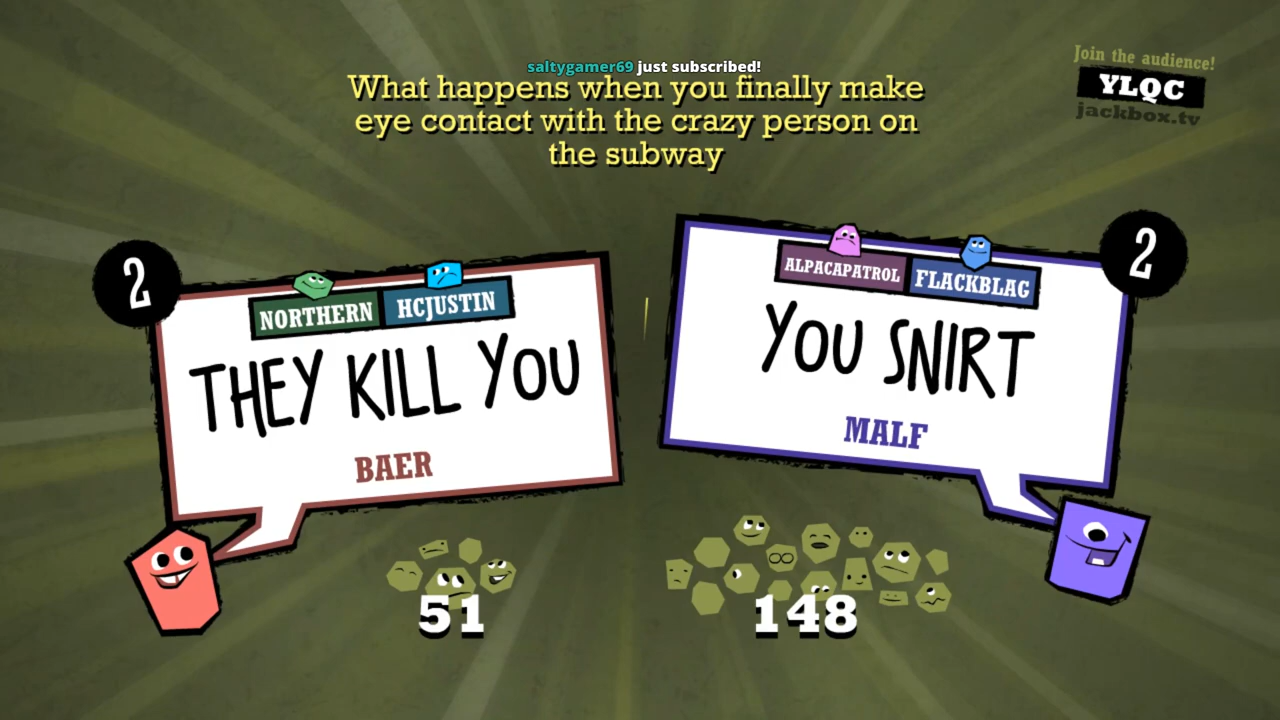 saltygamer69 just subscribed!
What happens when you finally make
eye contact with the crazy person on
the subway
Join the audience!
YLQC
jackbox.tv
2
NORTHERN
HCJUSTIN
THEY KILL YOU
BAER
2
ALPACAPATROL
FLACKBLAG
YOU SNIRT
MALF
51
148